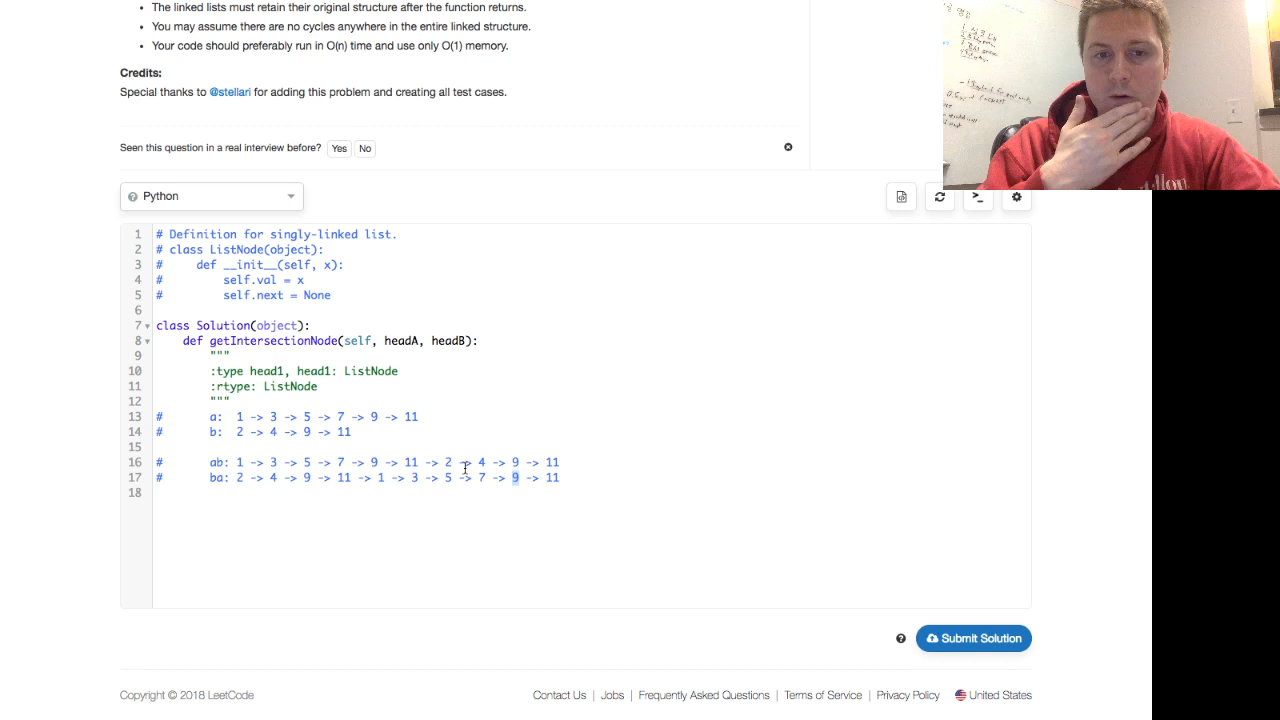 • The linked lists must retain their original structure after the function returns.
• You may assume there are no cycles anywhere in the entire linked structure.
• Your code should preferably run in O(n) time and use only O(1) memory.
Credits:
Special thanks to @stellari for adding this problem and creating all test cases.
Seen this question in a real interview before? Yes No
Python
1 # Definition for singly-linked list.
2 # class ListNode(object):
3 #     def __init__(self, x):
4 #         self.val = x
5 #         self.next = None
6
7 class Solution(object):
8     def getIntersectionNode(self, headA, headB):
9         """
10         :type head1, head1: ListNode
11         :rtype: ListNode
12         """
13 #       a:  1 -> 3 -> 5 -> 7 -> 9 -> 11
14 #       b:  2 -> 4 -> 9 -> 11
15
16 #       ab: 1 -> 3 -> 5 -> 7 -> 9 -> 11 -> 2 -> 4 -> 9 -> 11
17 #       ba: 2 -> 4 -> 9 -> 11 -> 1 -> 3 -> 5 -> 7 -> 9 -> 11
18
Submit Solution
Copyright © 2018 LeetCode
Contact Us | Jobs | Frequently Asked Questions | Terms of Service | Privacy Policy | United States